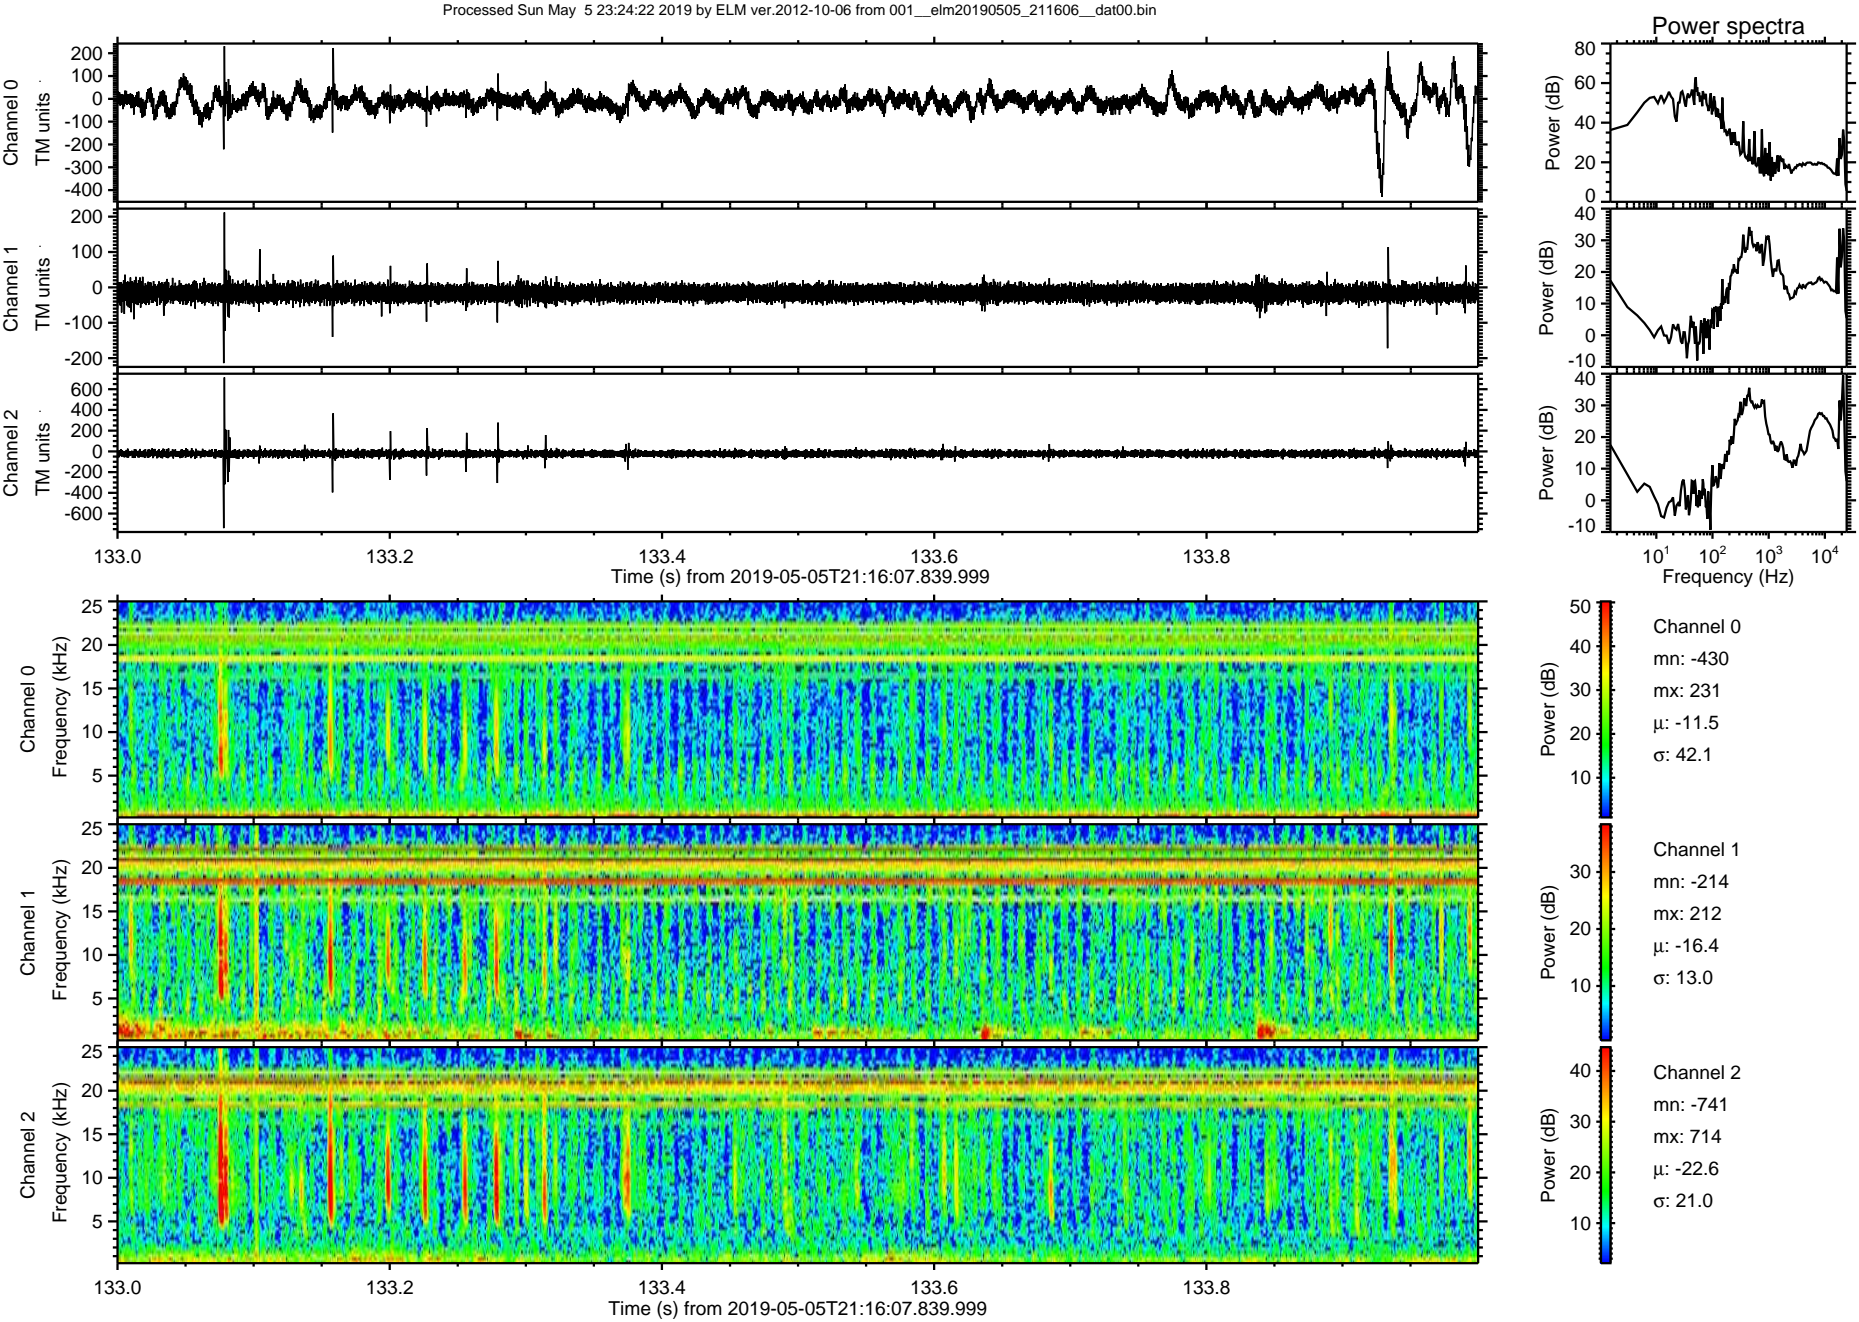 Processed Sun May  5 23:24:22 2019 by ELM ver.2012-10-06 from 001__elm20190505_211606__dat00.bin
Power spectra
Channel 0
TM units
200
100
0
-100
-200
-300
-400
Power (dB)
80
60
40
20
0
Channel 1
TM units
200
100
0
-100
-200
Power (dB)
40
30
20
10
0
-10
Channel 2
TM units
600
400
200
0
-200
-400
-600
Power (dB)
40
30
20
10
0
-10
133.0 133.2 133.4 133.6 133.8
Time (s) from 2019-05-05T21:16:07.839.999
10¹ 10² 10³ 10⁴
Frequency (Hz)
Channel 0
Frequency (kHz)
25
20
15
10
5
Power (dB)
50
40
30
20
10
Channel 0
mn: -430
mx: 231
μ: -11.5
σ: 42.1
Channel 1
Frequency (kHz)
25
20
15
10
5
Power (dB)
30
20
10
Channel 1
mn: -214
mx: 212
μ: -16.4
σ: 13.0
Channel 2
Frequency (kHz)
25
20
15
10
5
Power (dB)
40
30
20
10
Channel 2
mn: -741
mx: 714
μ: -22.6
σ: 21.0
133.0 133.2 133.4 133.6 133.8
Time (s) from 2019-05-05T21:16:07.839.999